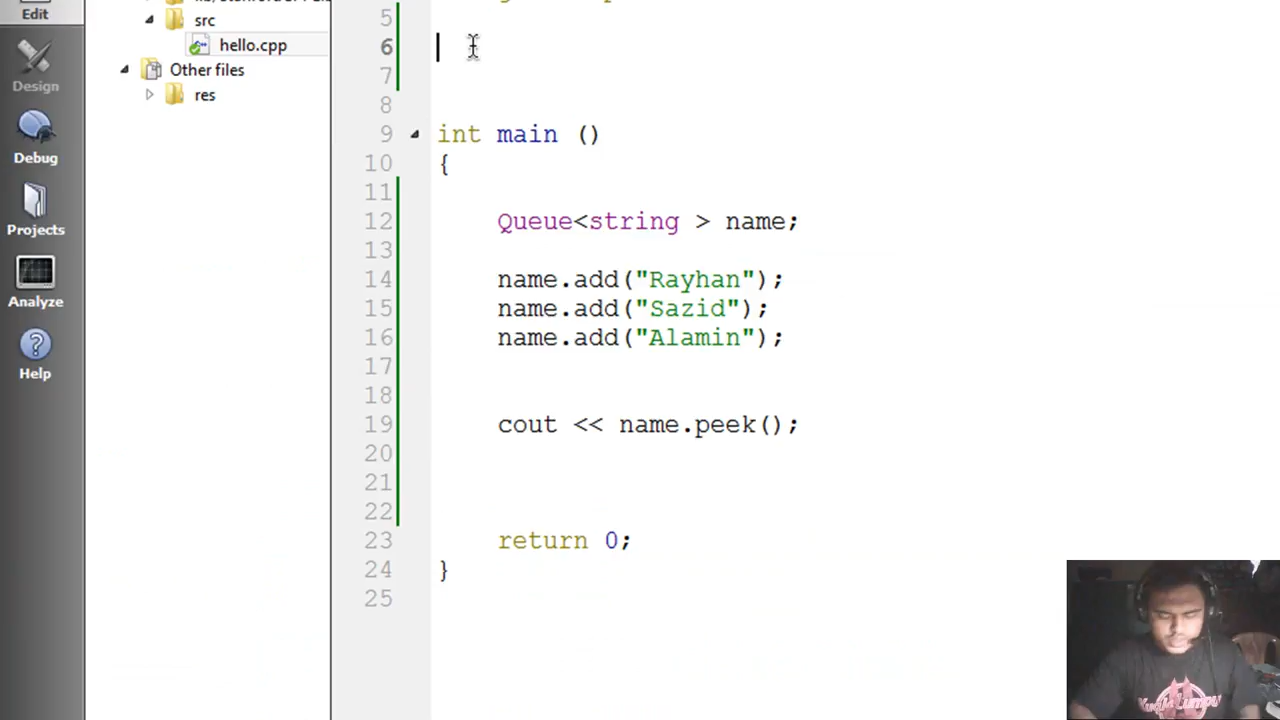 Edit
Design
Debug
Projects
Analyze
Help
src
hello.cpp
Other files
res
5
6
7
8
9 int main ()
10 {
11
12 Queue<string > name;
13
14 name.add("Rayhan");
15 name.add("Sazid");
16 name.add("Alamin");
17
18
19 cout << name.peek();
20
21
22
23 return 0;
24 }
25